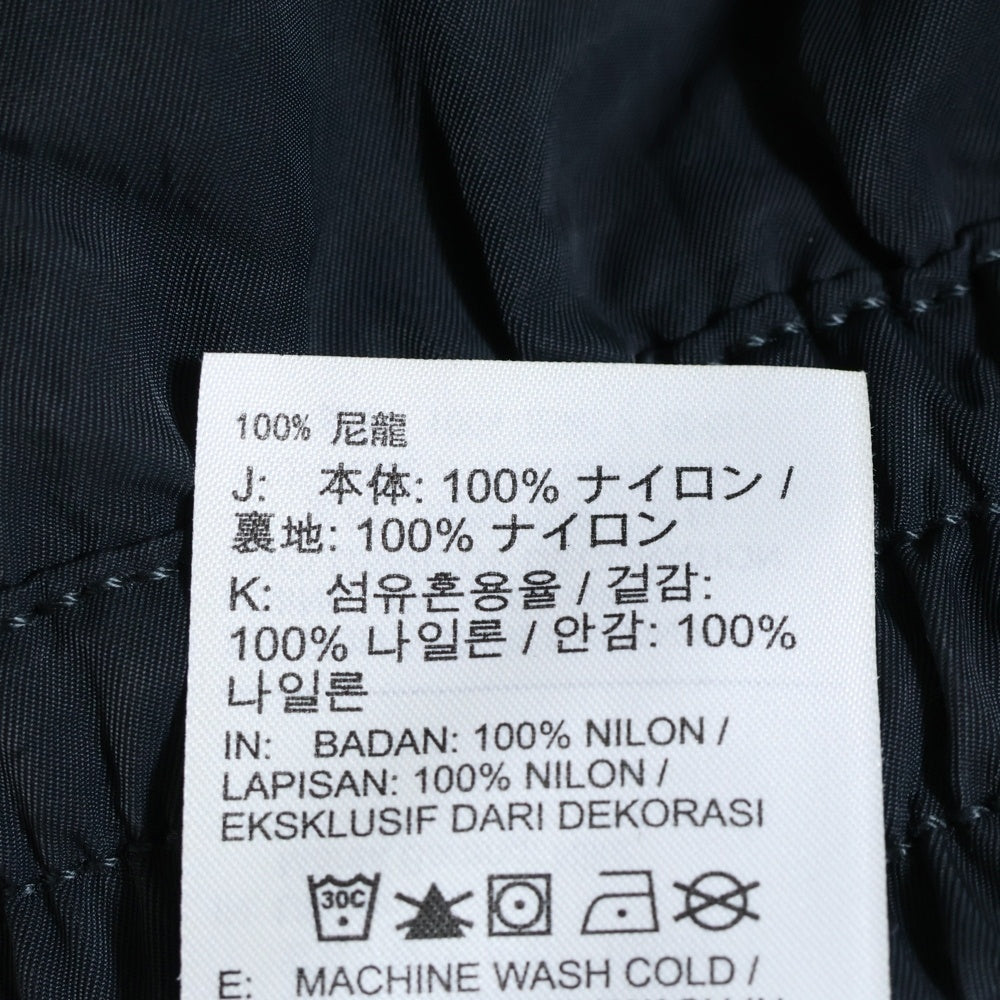 100% 尼龍
J: 本体: 100% ナイロン /
裏地: 100% ナイロン
K: 섬유혼용율 / 겉감:
100% 나일론 / 안감: 100%
나일론
IN: BADAN: 100% NILON /
LAPISAN: 100% NILON /
EKSKLUSIF DARI DEKORASI
30C
E: MACHINE WASH COLD /